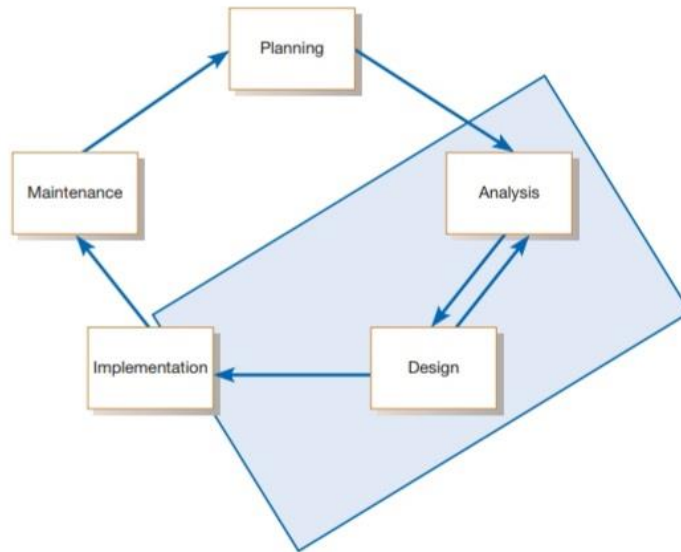 Planning
Maintenance
Analysis
Implementation
Design